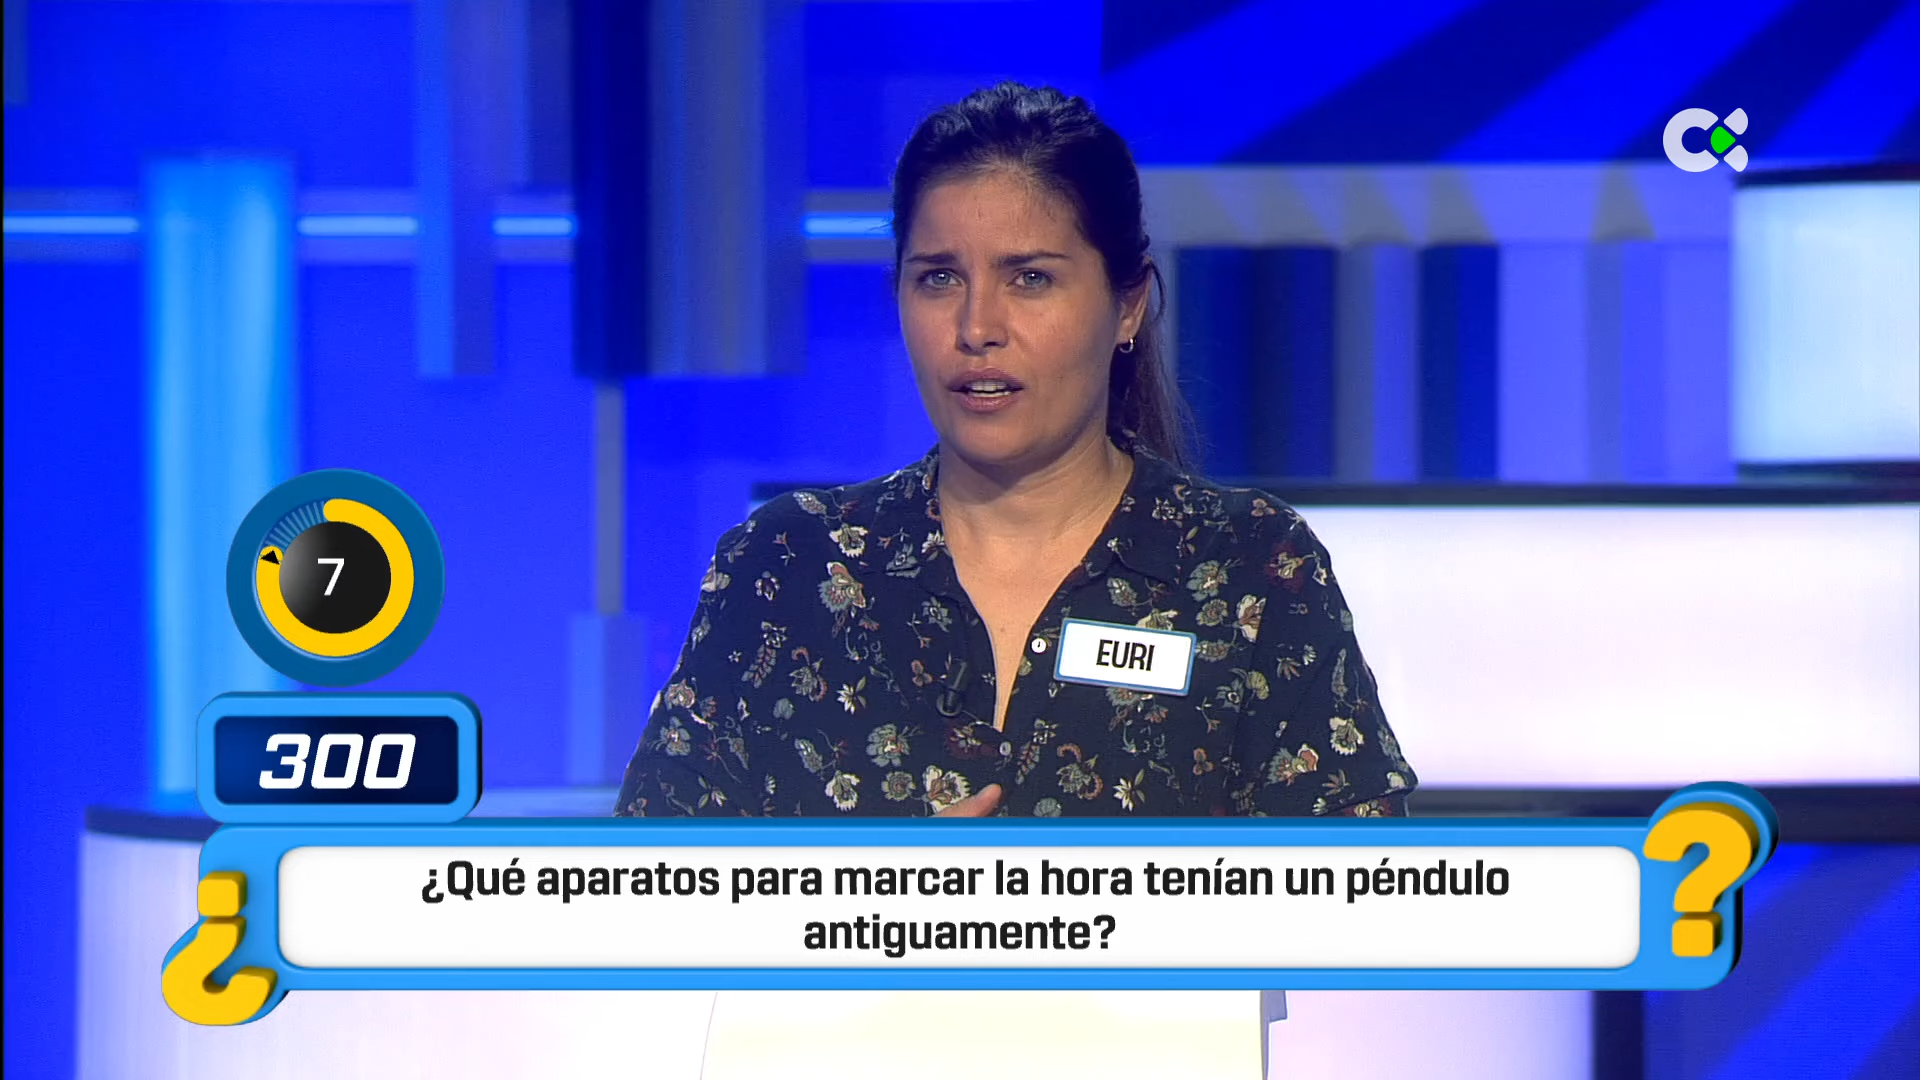 7
EURI
300
¿Qué aparatos para marcar la hora tenían un péndulo
antiguamente?